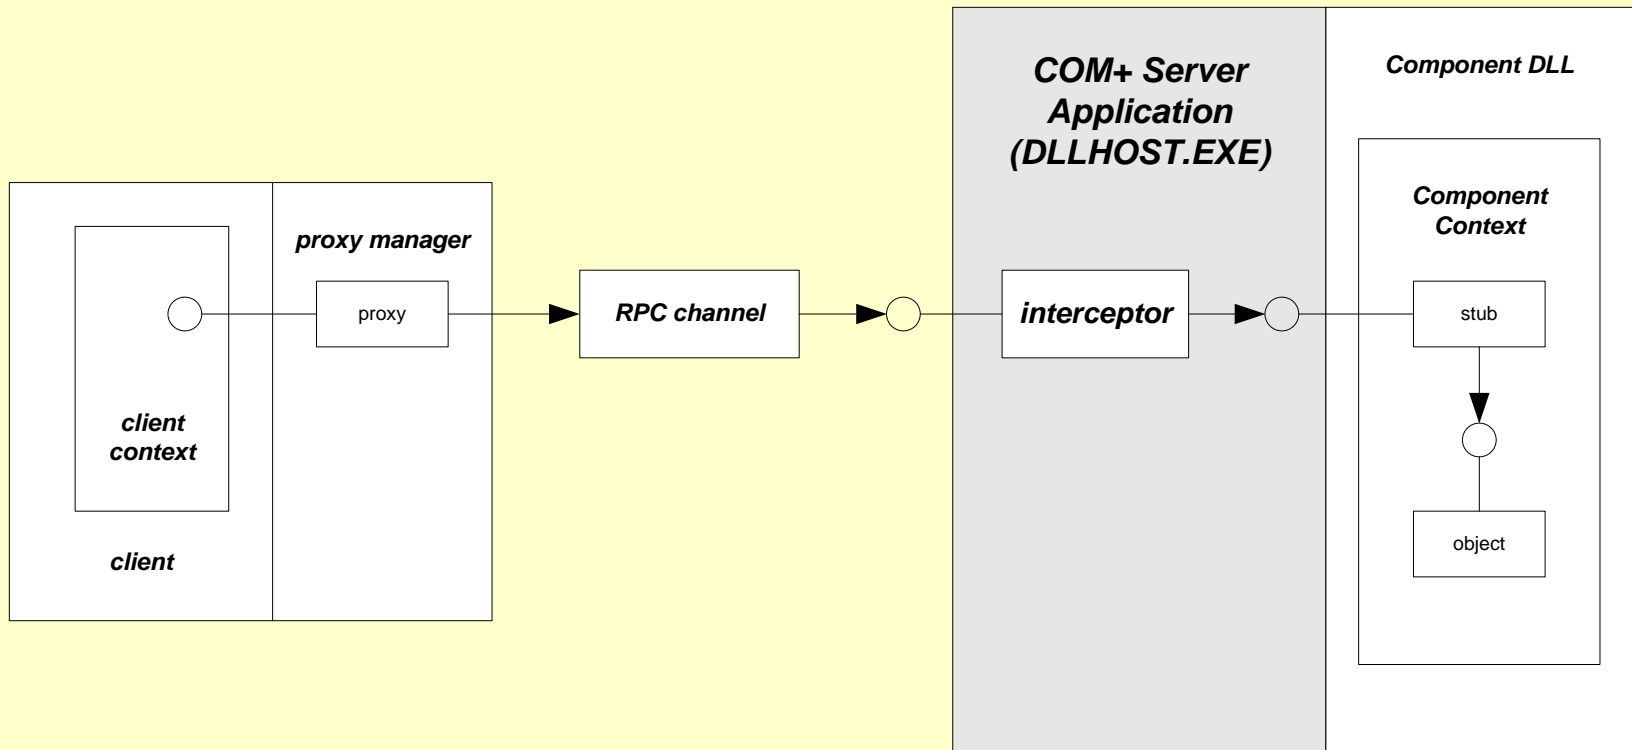 COM+ Server
Application
(DLLHOST.EXE)
Component DLL
Component
Context
proxy manager
proxy
RPC channel
interceptor
stub
client
context
object
client